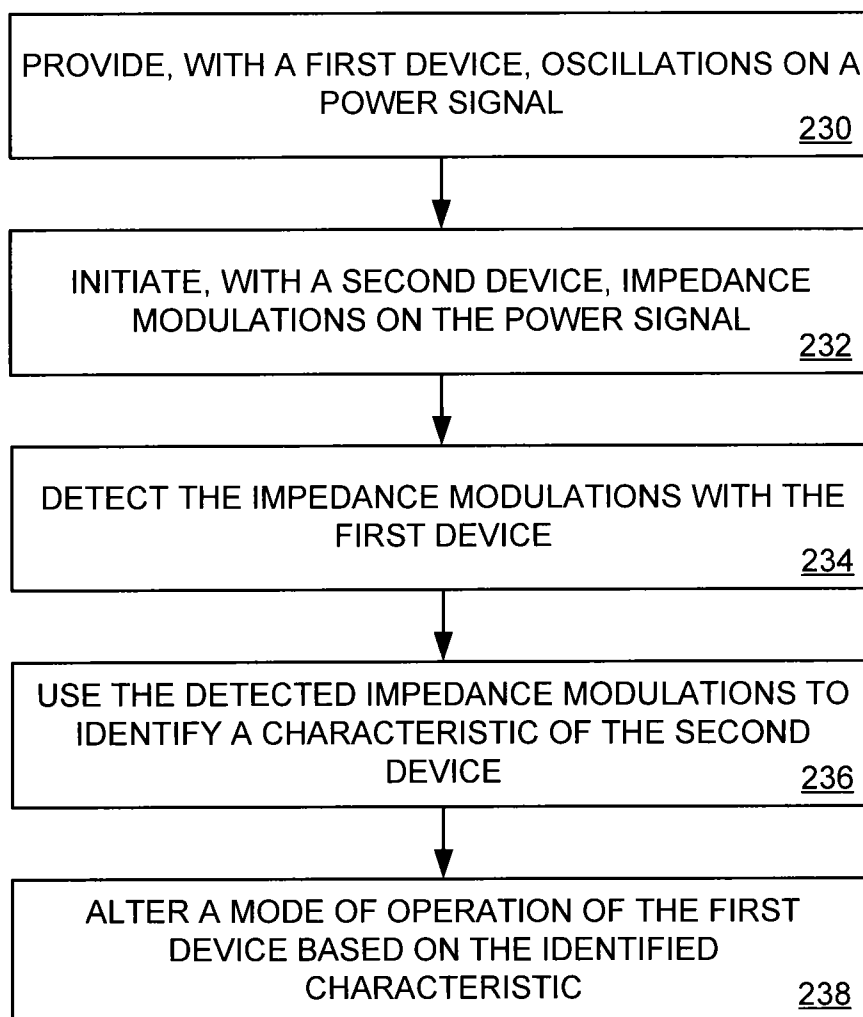 PROVIDE, WITH A FIRST DEVICE, OSCILLATIONS ON A
POWER SIGNAL
230
INITIATE, WITH A SECOND DEVICE, IMPEDANCE
MODULATIONS ON THE POWER SIGNAL
232
DETECT THE IMPEDANCE MODULATIONS WITH THE
FIRST DEVICE
234
USE THE DETECTED IMPEDANCE MODULATIONS TO
IDENTIFY A CHARACTERISTIC OF THE SECOND
DEVICE
236
ALTER A MODE OF OPERATION OF THE FIRST
DEVICE BASED ON THE IDENTIFIED
CHARACTERISTIC
238